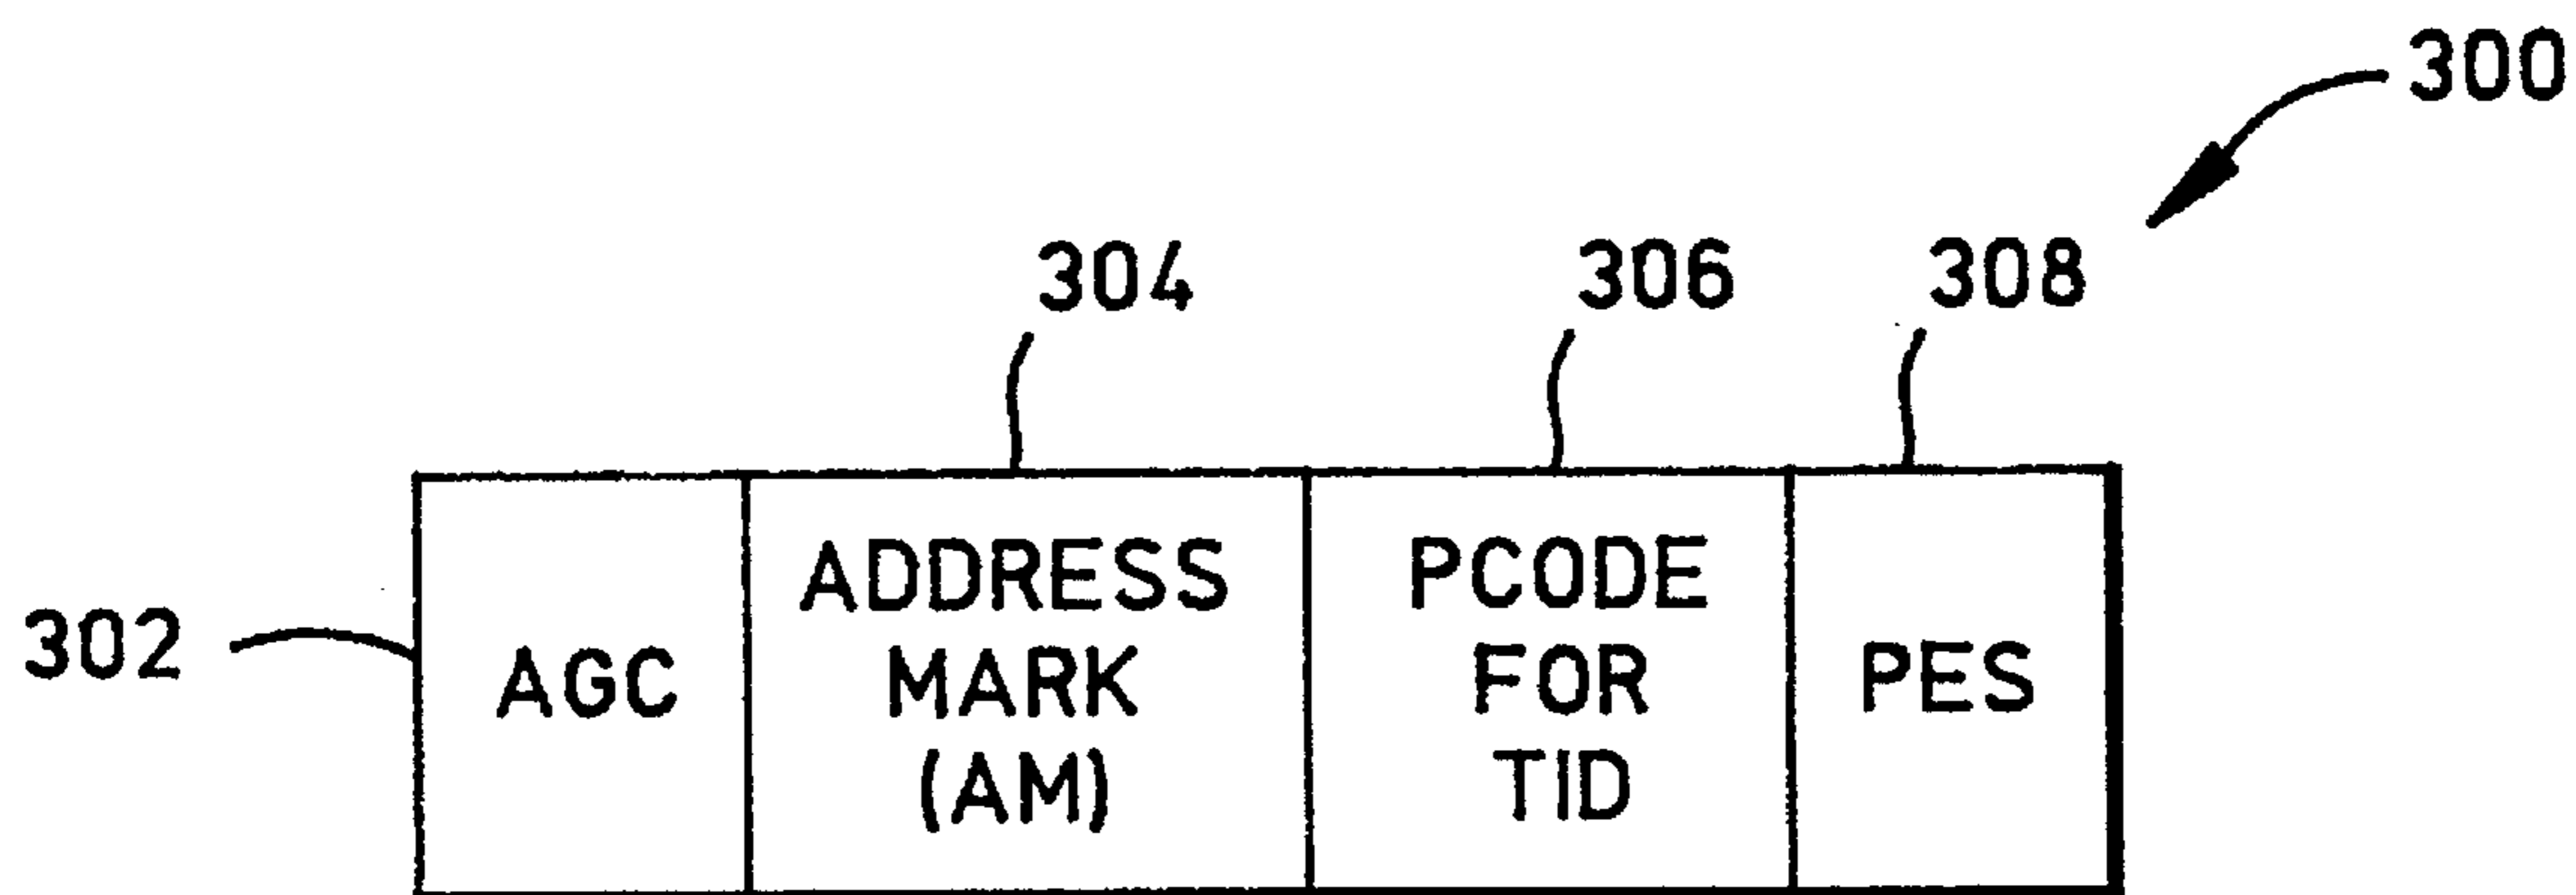 300
304
306
308
302
AGC
ADDRESS
MARK
(AM)
PCODE
FOR
TID
PES